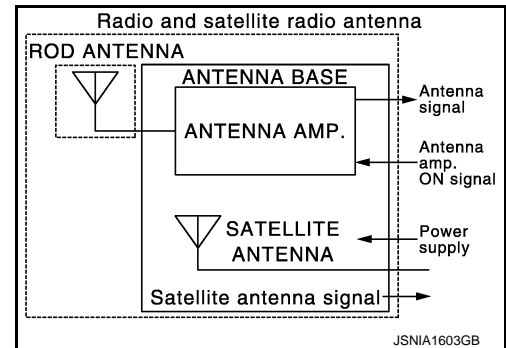 Radio and satellite radio antenna
ROD ANTENNA
ANTENNA BASE
ANTENNA AMP.
Antenna
signal
Antenna
amp.
ON signal
SATELLITE
ANTENNA
Power
supply
Satellite antenna signal
JSNIA1603GB